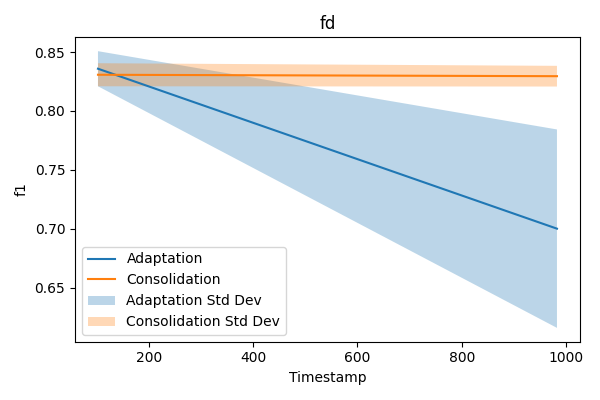 fd
0.85
0.80
0.75
0.70
0.65
f1
Adaptation
Consolidation
Adaptation Std Dev
Consolidation Std Dev
200
400
600
800
1000
Timestamp